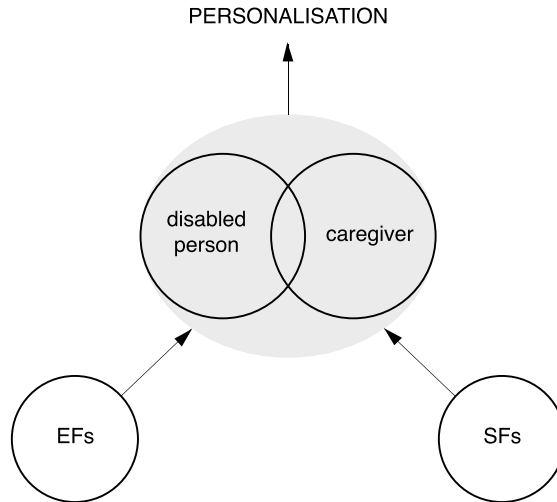 PERSONALISATION
disabled
person
caregiver
EFs
SFs